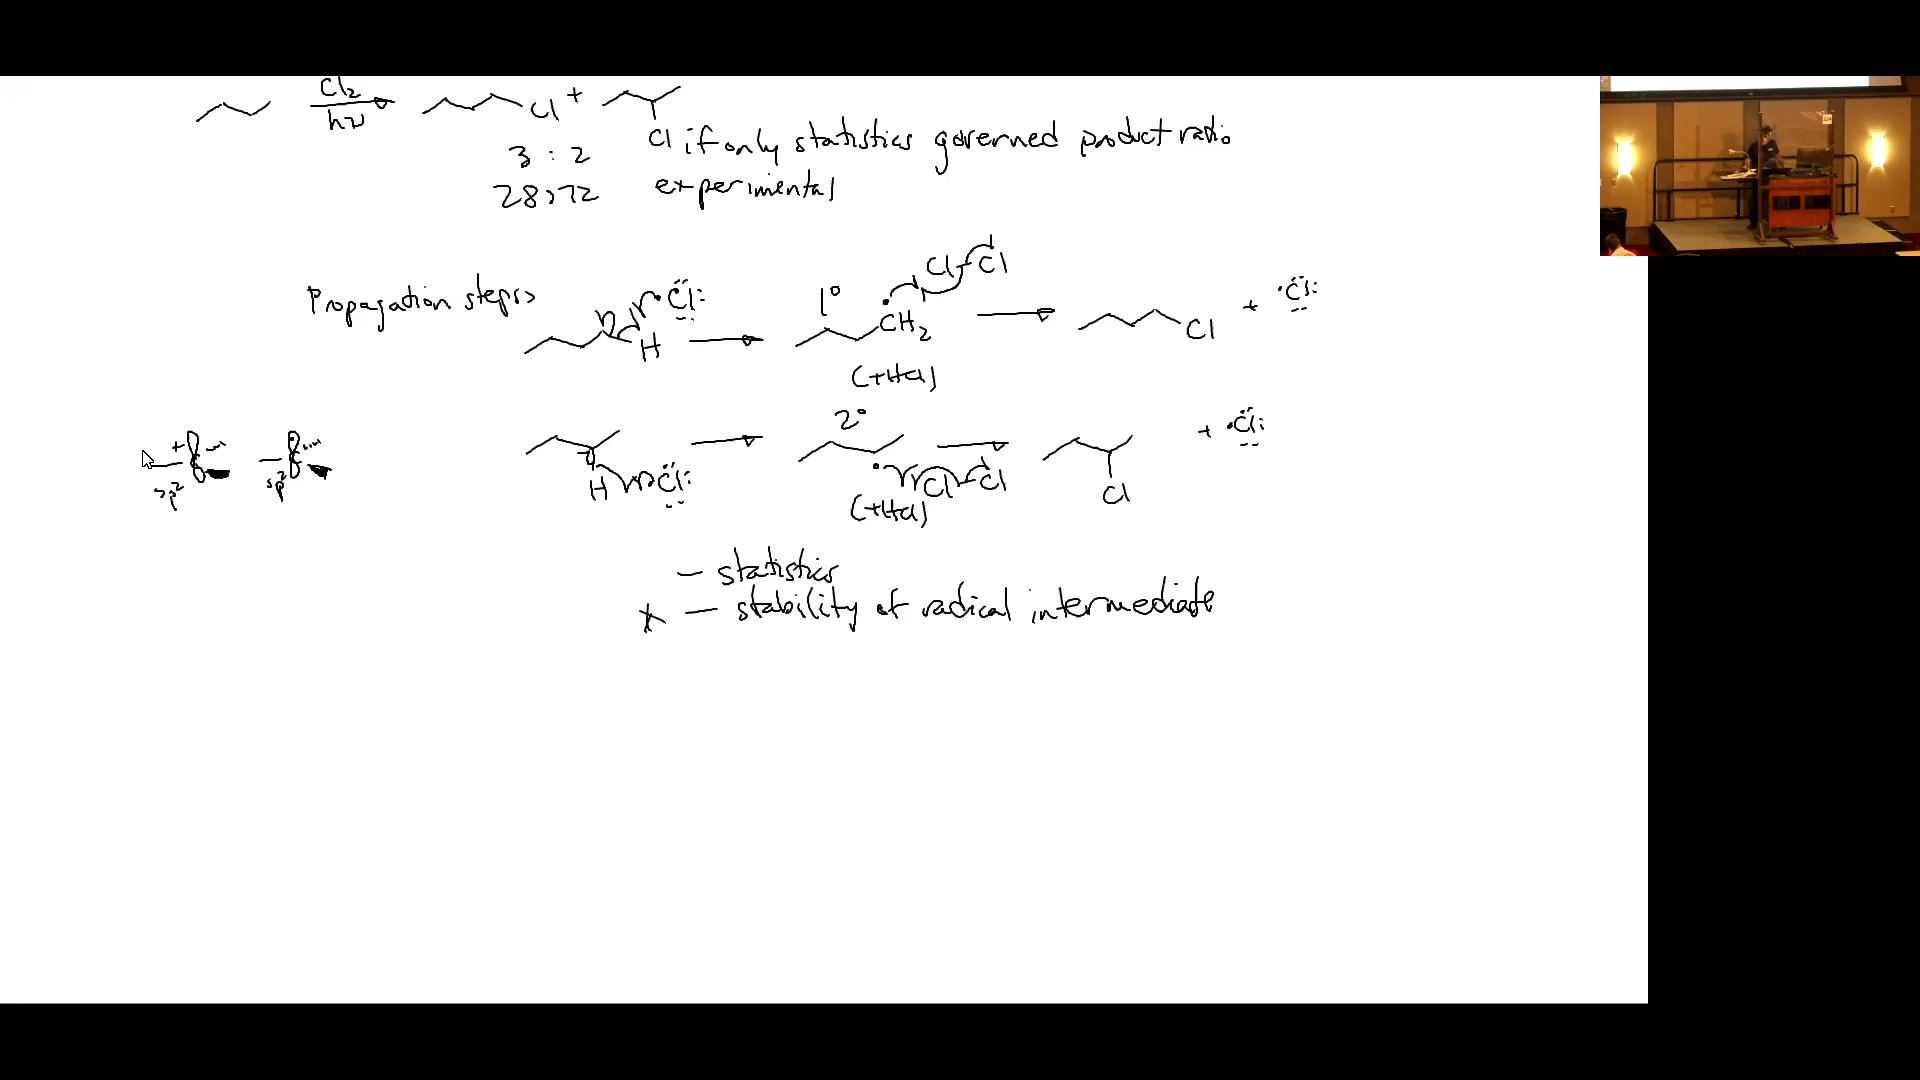 Cl2
hν
Cl + Cl
3 : 2 if only statistics governed product ratio
28:72 experimental
Propagation steps:
H ·Cl: 1° CH2 Cl-Cl Cl + ·Cl:
(+HCl)
+ sp2 sp2
H ·Cl: 2° Cl-Cl Cl + ·Cl:
(+HCl)
- statistics
* - stability of radical intermediate